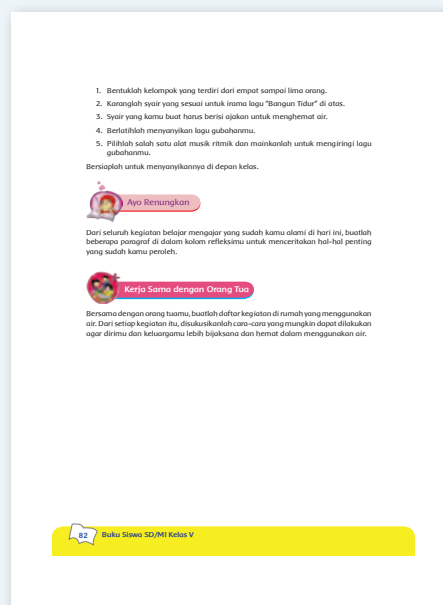 1. Bentuklah kelompok yang terdiri dari empat sampai lima orang.
2. Karanglah syair yang sesuai untuk irama lagu "Bangun Tidur" di atas.
3. Syair yang kamu buat harus berisi ajakan untuk menghemat air.
4. Berlatihlah menyanyikan lagu gubahanmu.
5. Pilihlah salah satu alat musik ritmik dan mainkanlah untuk mengiringi lagu
gubahanmu.
Bersiaplah untuk menyanyikannya di depan kelas.
Ayo Renungkan
Dari seluruh kegiatan belajar mengajar yang sudah kamu alami di hari ini, buatlah
beberapa paragraf di dalam kolom refleksimu untuk menceritakan hal-hal penting
yang sudah kamu peroleh.
Kerja Sama dengan Orang Tua
Bersama dengan orang tuamu, buatlah daftar kegiatan di rumah yang menggunakan
air. Dari setiap kegiatan itu, disukusikanlah cara-cara yang mungkin dapat dilakukan
agar dirimu dan keluargamu lebih bijaksana dan hemat dalam menggunakan air.
82 Buku Siswa SD/MI Kelas V